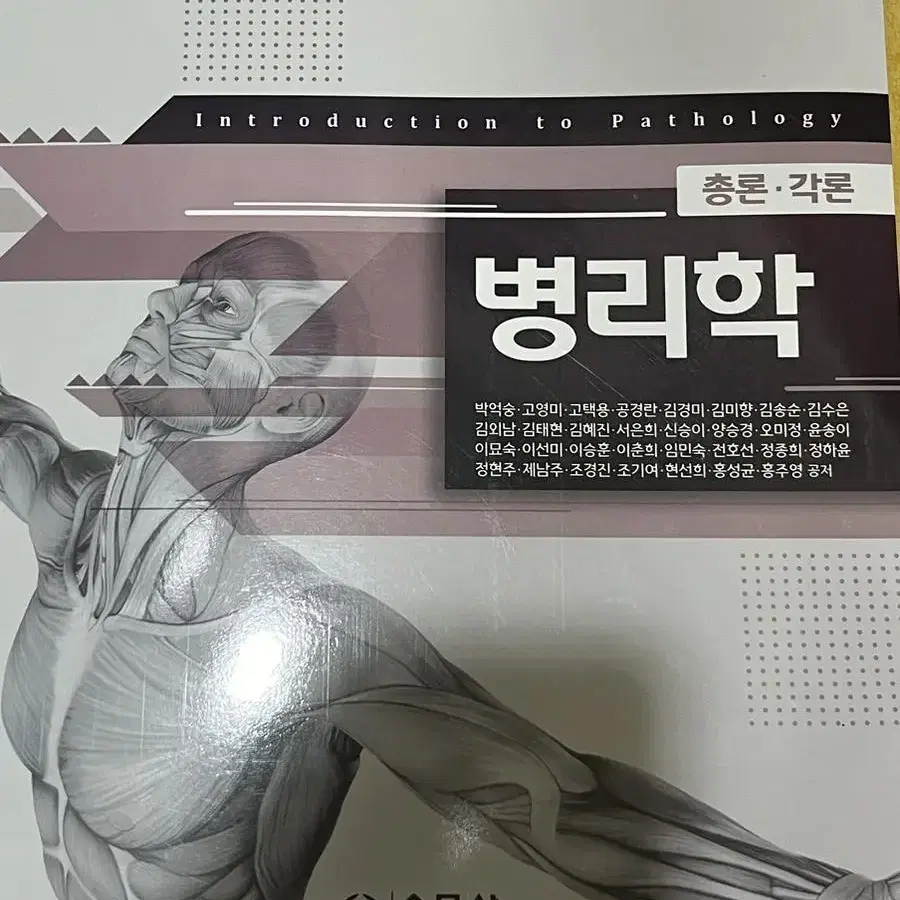 Introduction to Pathology
총론·각론
병리학
박억숭·고영미·고택용·공경란·김경미·김미향·김송순·김수은
김외남·김태현·김혜진·서은희·신승이·양승경·오미정·윤송이
이묘숙·이선미·이승훈·이춘희·임민숙·전호선·정종희·정하윤
정현주·제남주·조경진·조기여·현선희·홍성균·홍주영 공저